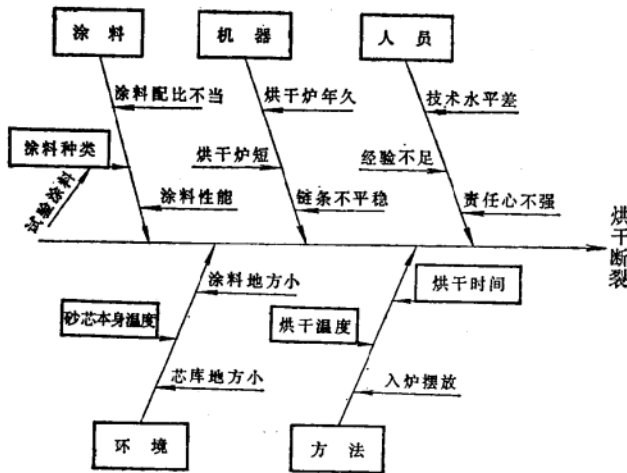 涂料
机器
人员
涂料配比不当
烘干炉年久
技术水平差
涂料种类
烘干炉短
经验不足
试验涂料
涂料性能
链条不平稳
责任心不强
烘干断裂
涂料地方小
烘干时间
砂芯本身温度
烘干温度
芯库地方小
入炉摆放
环境
方法